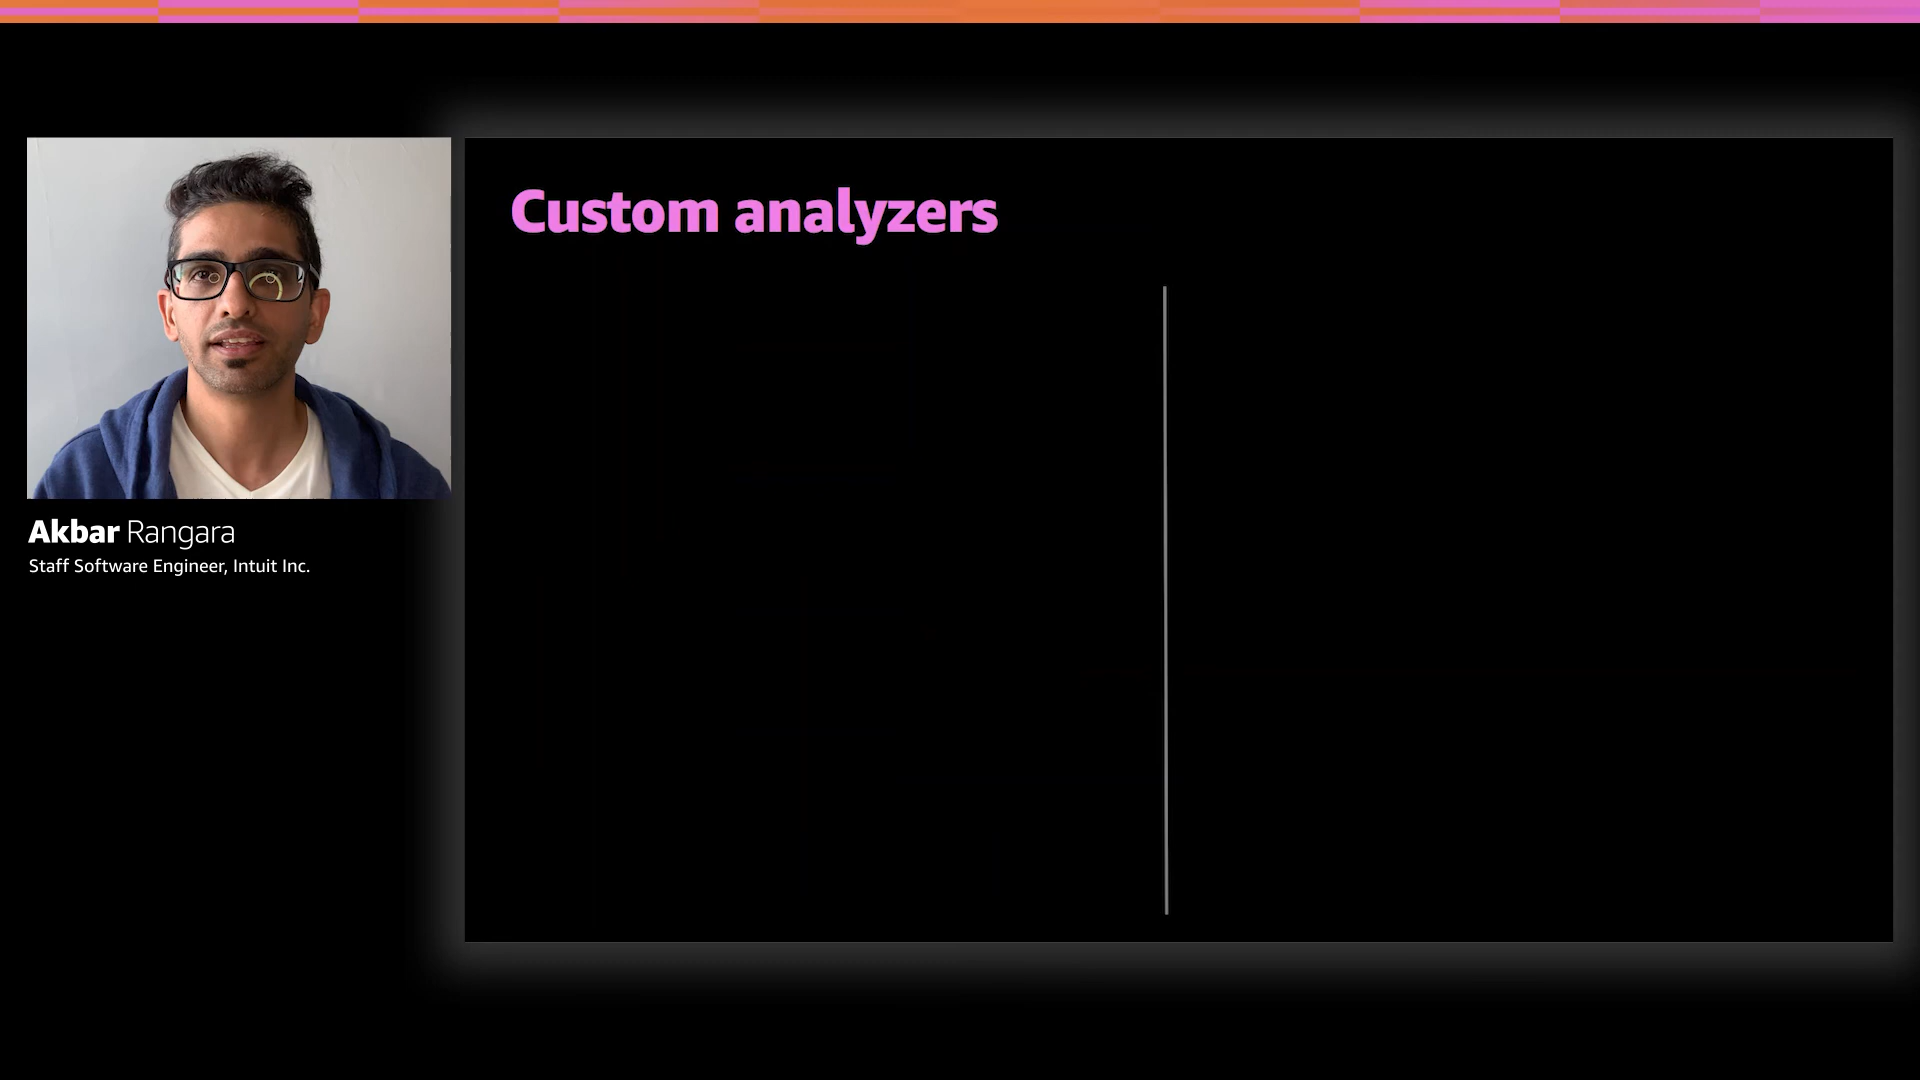 Custom analyzers
Akbar Rangara
Staff Software Engineer, Intuit Inc.